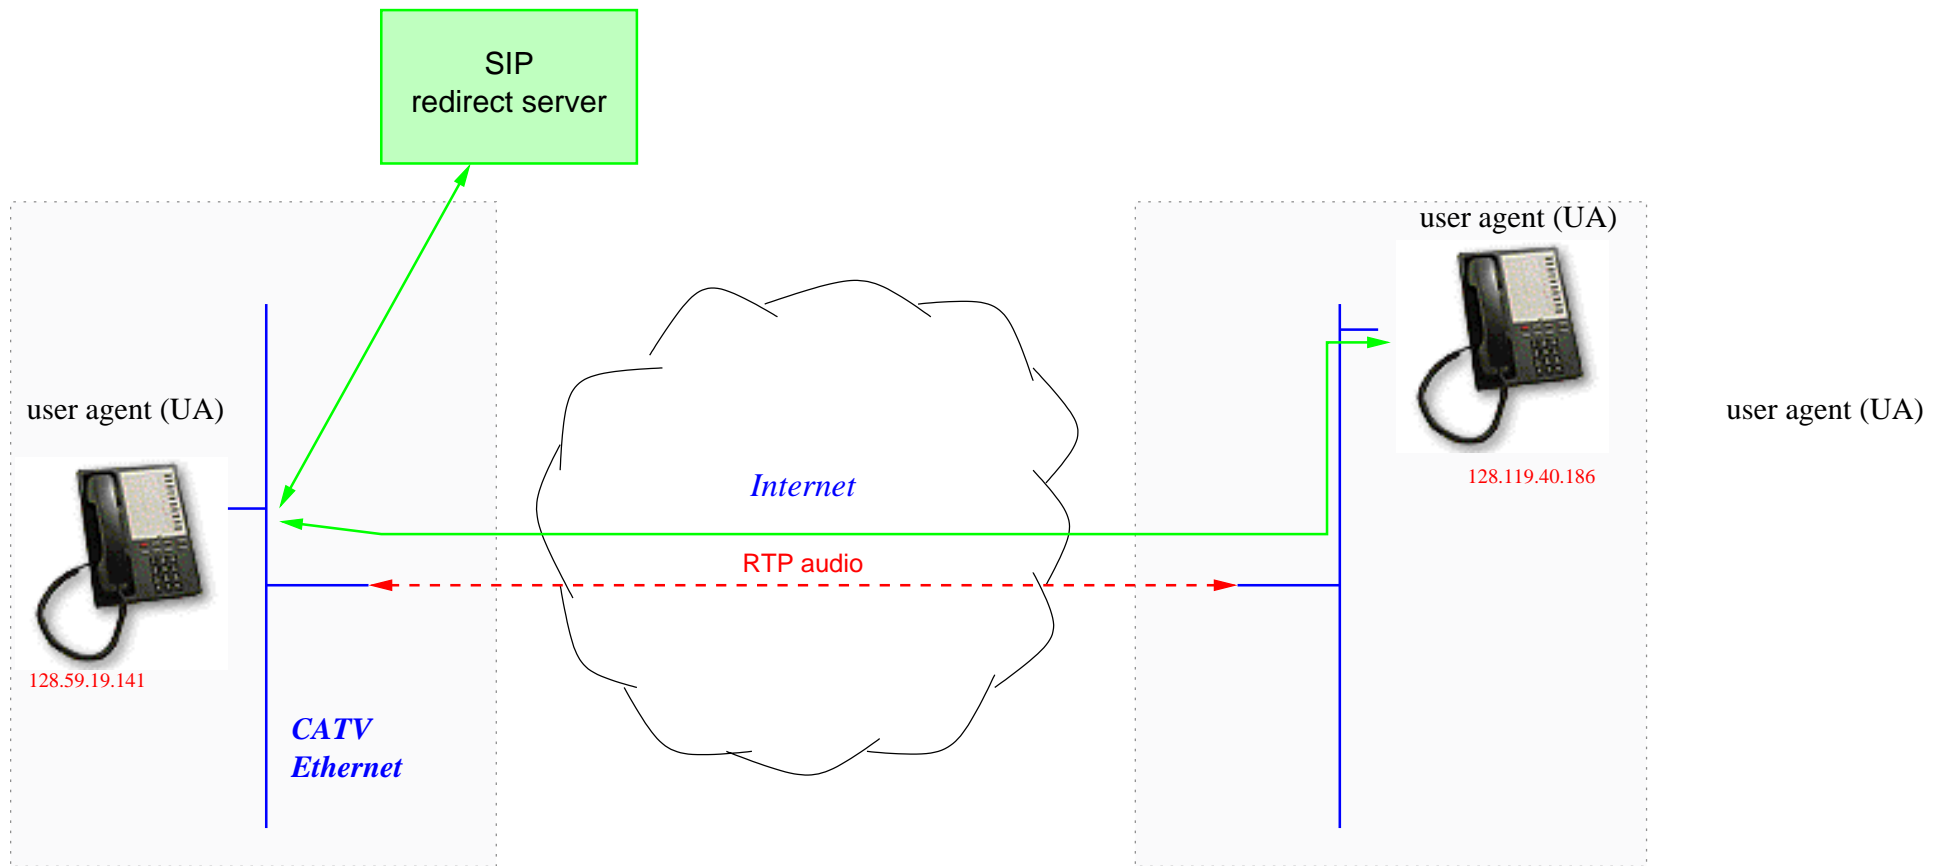 SIP
redirect server
user agent (UA)
user agent (UA)
user agent (UA)
128.119.40.186
Internet
RTP audio
128.59.19.141
CATV
Ethernet